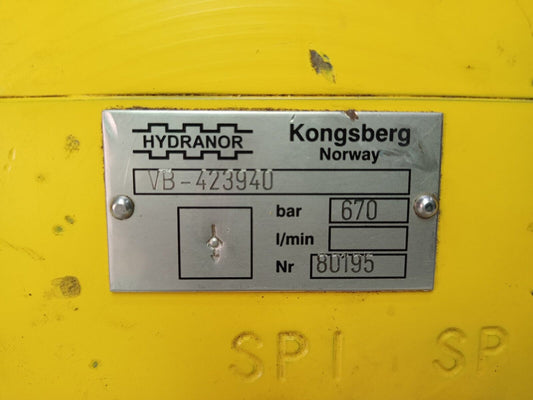 HYDRANOR
Kongsberg
Norway
VB-423940
bar 670
l/min
Nr 80195
SPI SP